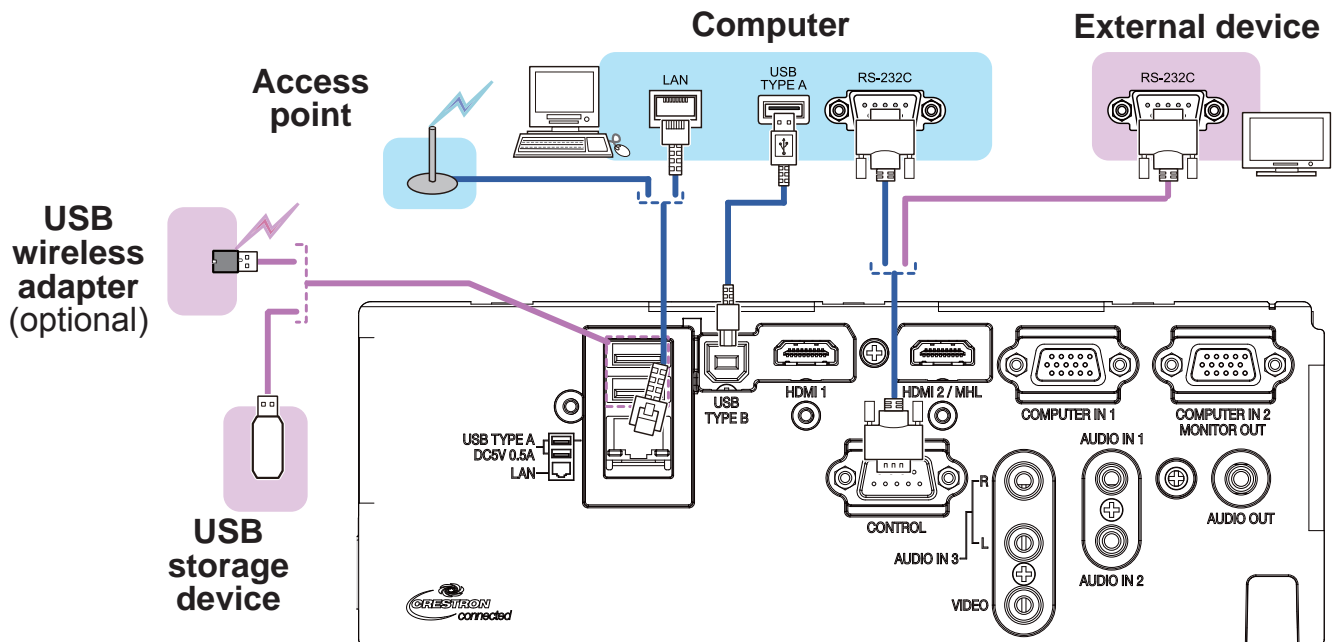 Computer
External device
Access
point
LAN
USB
TYPE A
RS-232C
RS-232C
USB
wireless
adapter
(optional)
USB
storage
device
USB
TYPE B
HDMI 1
HDMI 2 / MHL
COMPUTER IN 1
COMPUTER IN 2
MONITOR OUT
USB TYPE A
DC5V 0.5A
LAN
CONTROL
R
L
AUDIO IN 3
VIDEO
AUDIO IN 1
AUDIO IN 2
AUDIO OUT
CRESTRON
connected